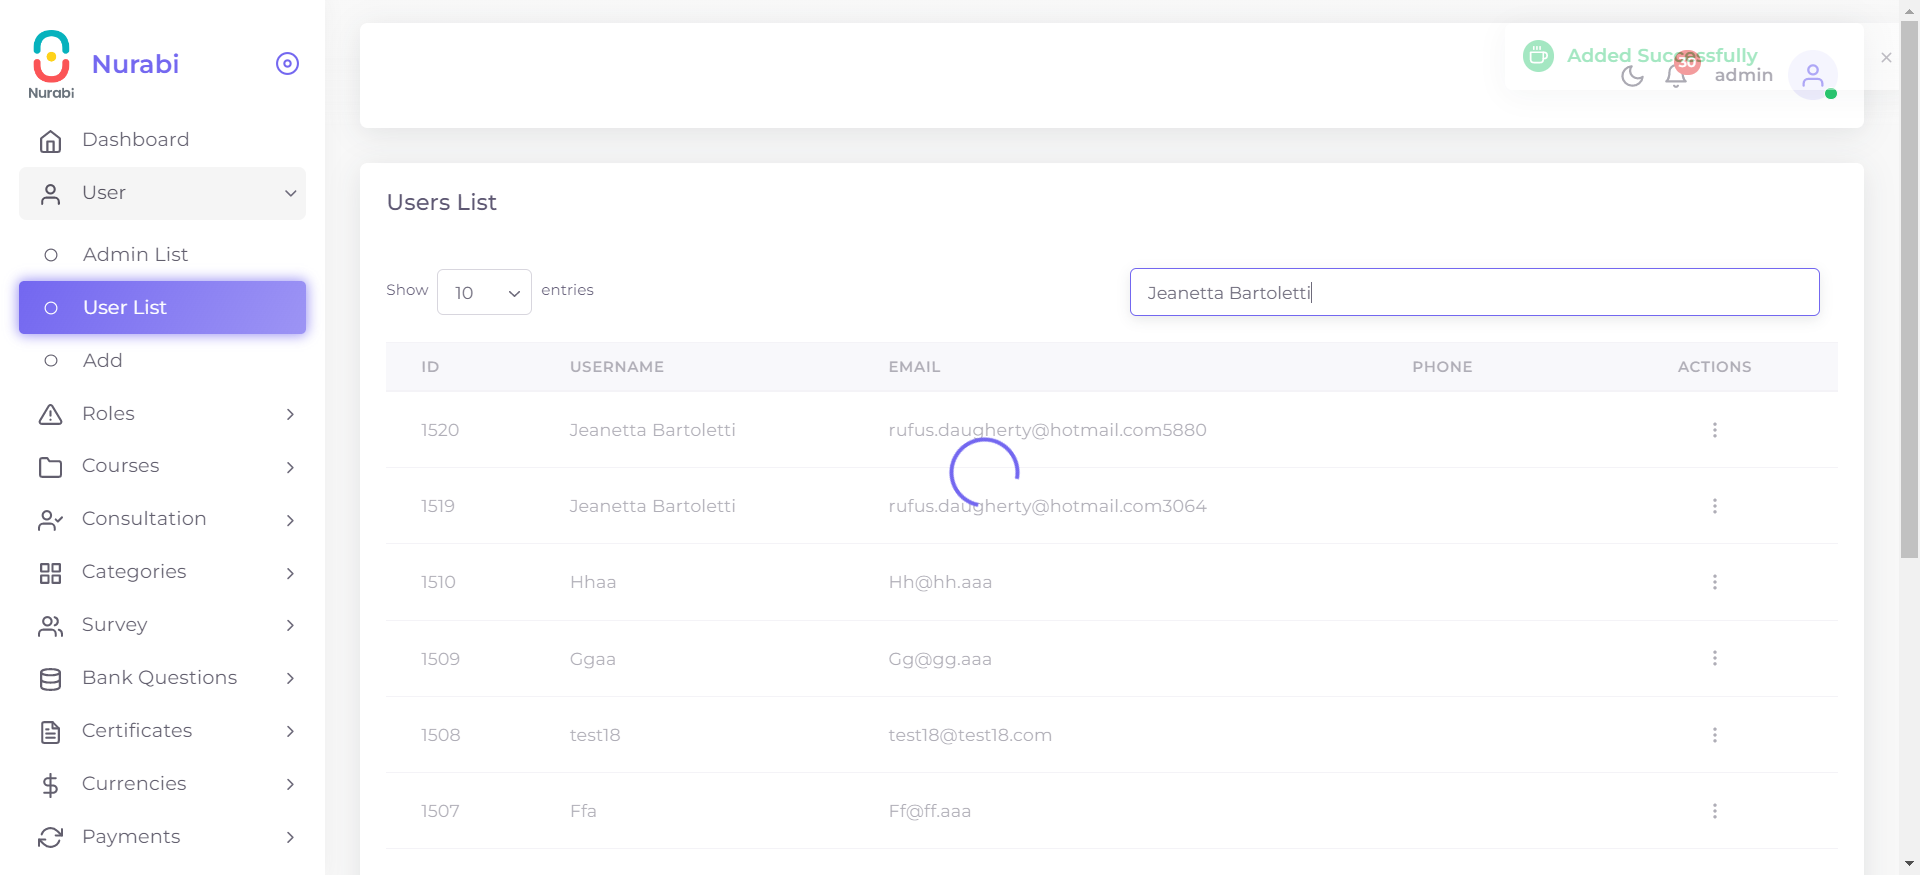 Nurabi
Nurabi
Dashboard
User
Admin List
User List
Add
Roles
Courses
Consultation
Categories
Survey
Bank Questions
Certificates
Currencies
Payments
Added Successfully
30
admin
Users List
Show 10 entries
Jeanetta Bartoletti
ID USERNAME EMAIL PHONE ACTIONS
1520 Jeanetta Bartoletti rufus.daugherty@hotmail.com5880
1519 Jeanetta Bartoletti rufus.daugherty@hotmail.com3064
1510 Hhaa Hh@hh.aaa
1509 Ggaa Gg@gg.aaa
1508 test18 test18@test18.com
1507 Ffa Ff@ff.aaa